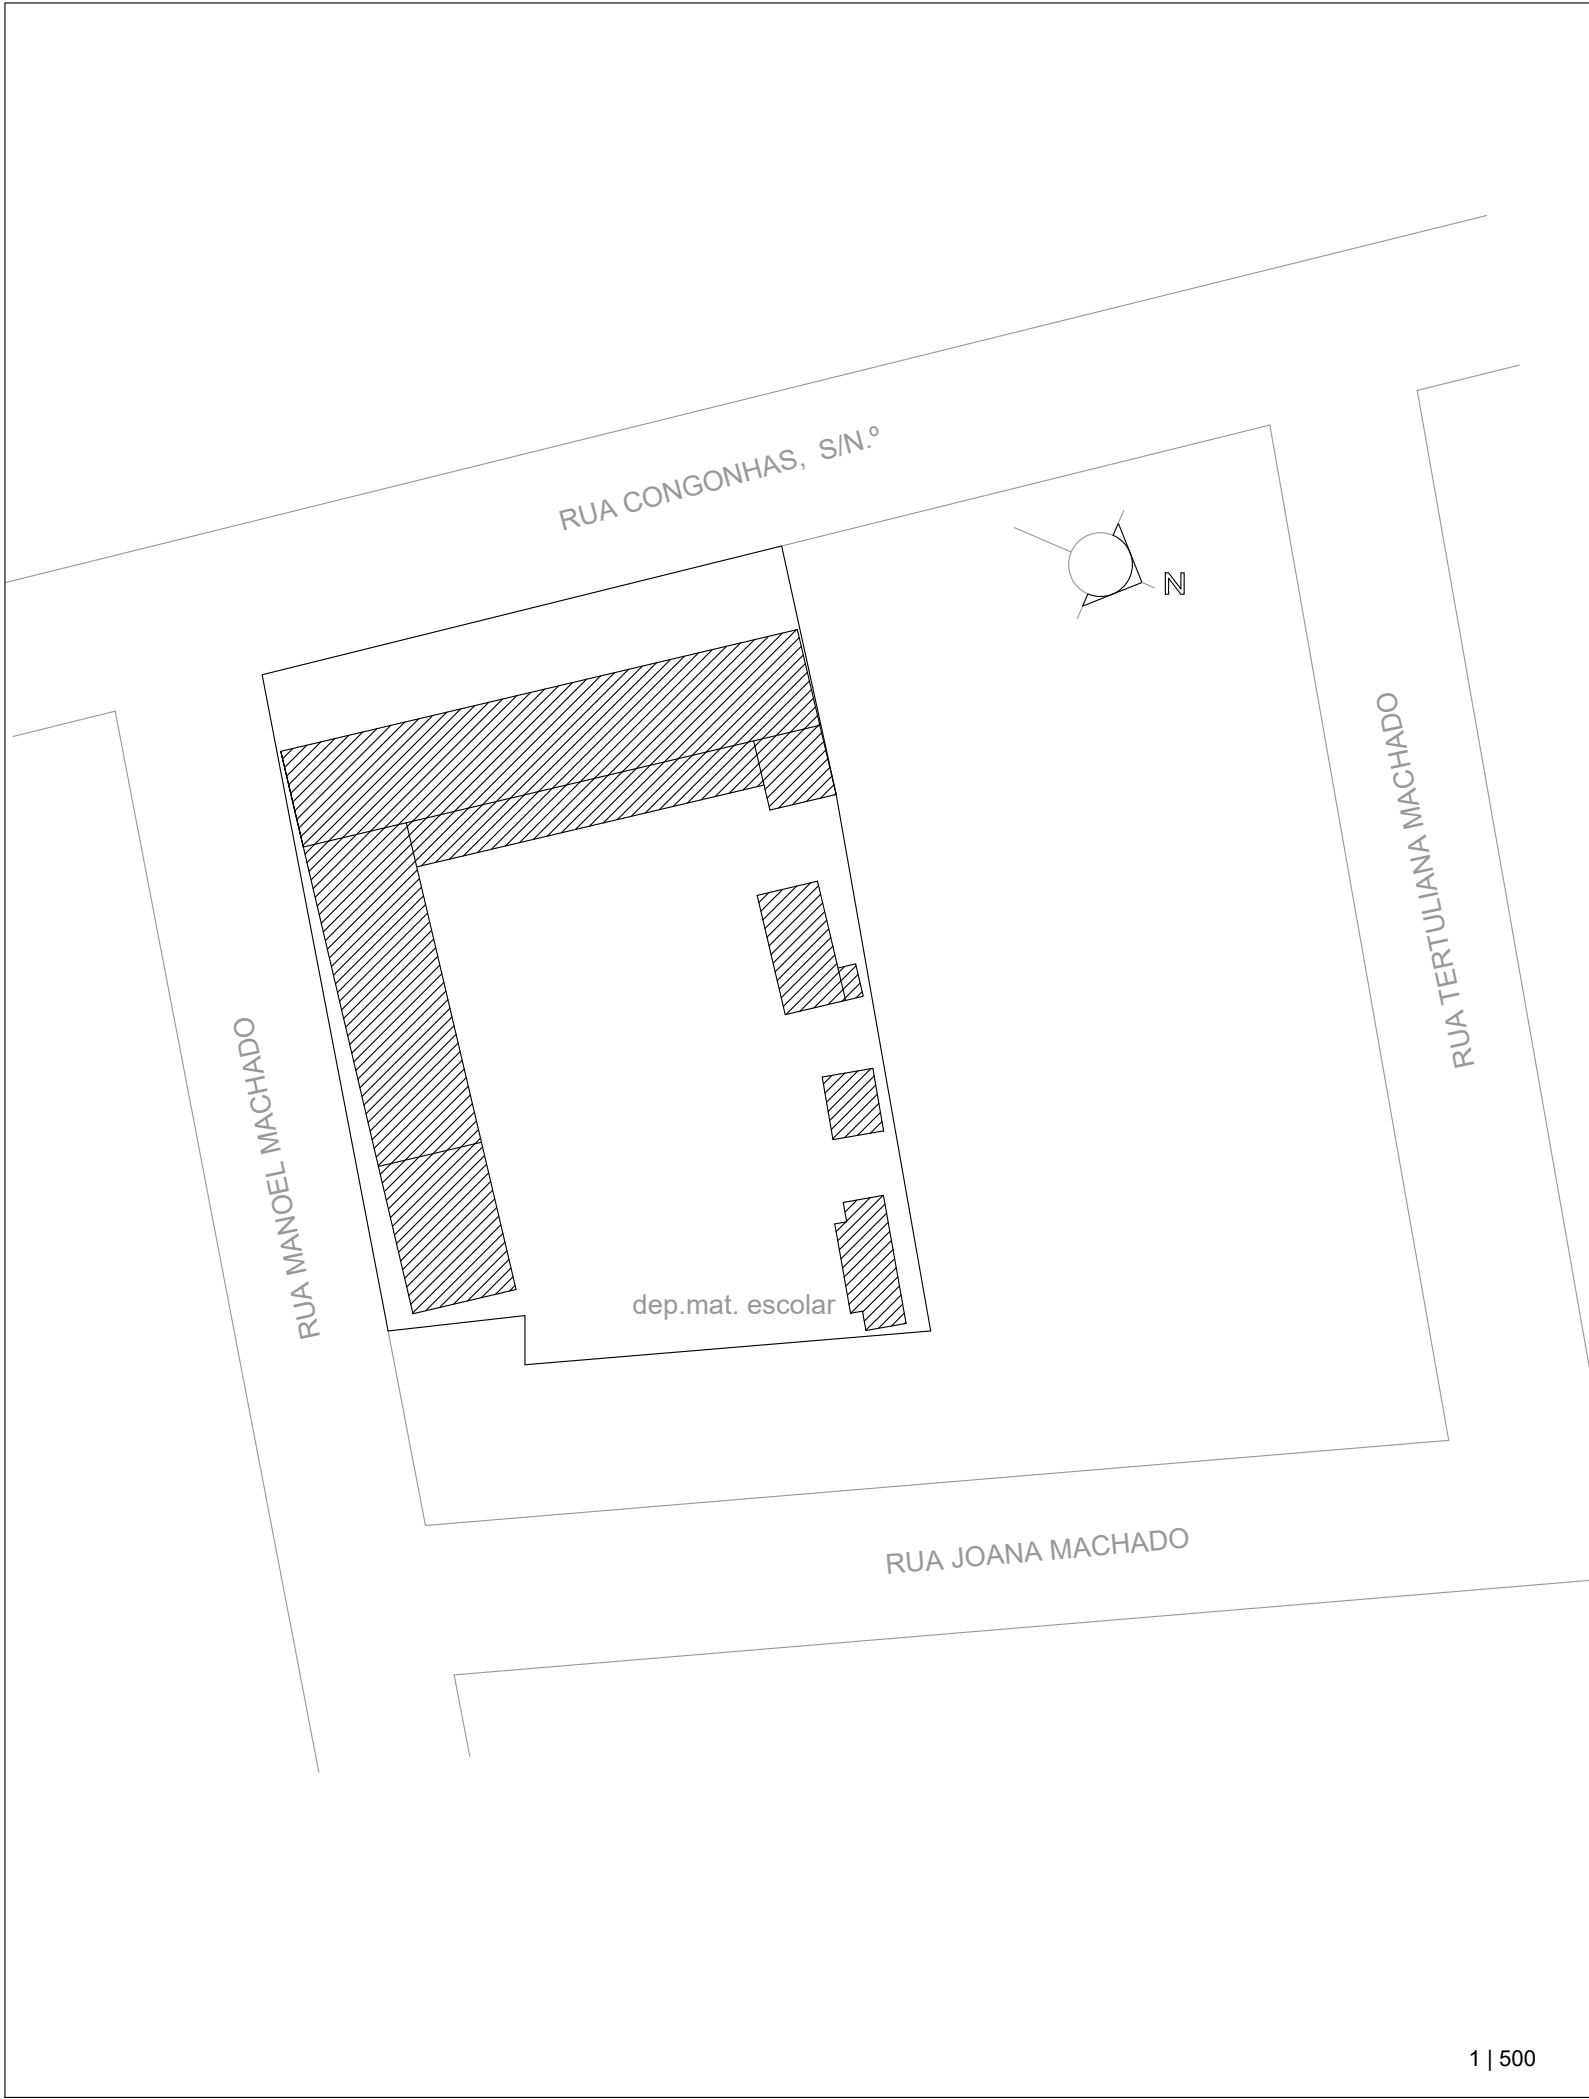 RUA CONGONHAS, S/N.º
N
RUA TERTULIANA MACHADO
RUA MANOEL MACHADO
dep.mat. escolar
RUA JOANA MACHADO
1 | 500